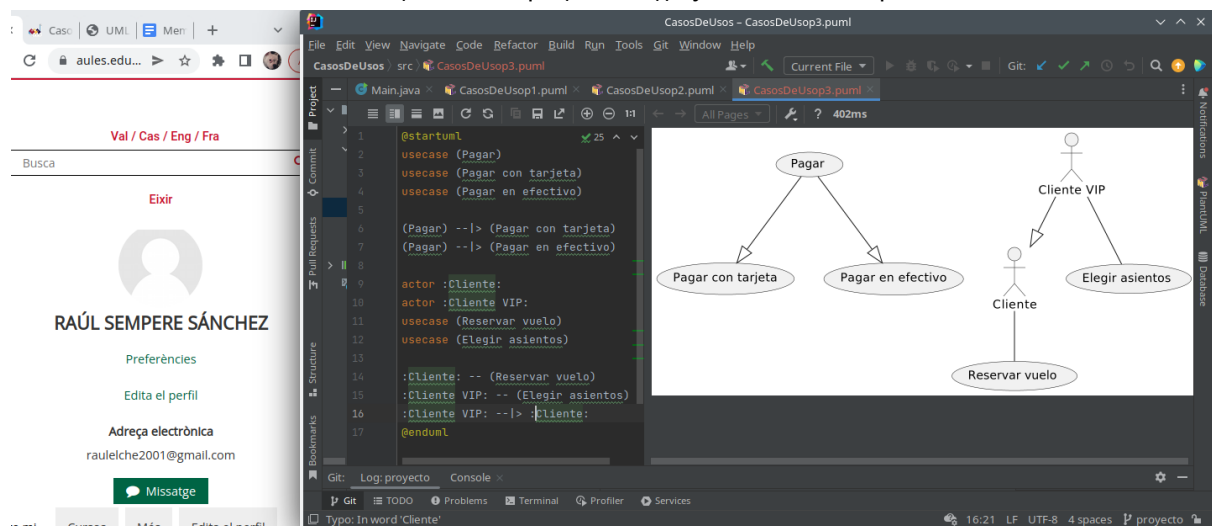 Caso
UML
Men
aules.edu...
Val / Cas / Eng / Fra
Busca
Eixir
RAÚL SEMPERE SÁNCHEZ
Preferències
Edita el perfil
Adreça electrònica
raulelche2001@gmail.com
Missatge
CasosDeUsos – CasosDeUsop3.puml
File Edit View Navigate Code Refactor Build Run Tools Git Window Help
CasosDeUsos src CasosDeUsop3.puml
Current File
Git:
Project
Main.java
CasosDeUsop1.puml
CasosDeUsop2.puml
CasosDeUsop3.puml
1:1
All Pages
? 402ms
Commit
Pull Requests
Structure
Bookmarks
25
1 @startuml
2 usecase (Pagar)
3 usecase (Pagar con tarjeta)
4 usecase (Pagar en efectivo)
5
6 (Pagar) --|> (Pagar con tarjeta)
7 (Pagar) --|> (Pagar en efectivo)
8
9 actor :Cliente:
10 actor :Cliente VIP:
11 usecase (Reservar vuelo)
12 usecase (Elegir asientos)
13
14 :Cliente: -- (Reservar vuelo)
15 :Cliente VIP: -- (Elegir asientos)
16 :Cliente VIP: --|> :Cliente:
17 @enduml
Pagar
Cliente VIP
Pagar con tarjeta
Pagar en efectivo
Elegir asientos
Cliente
Reservar vuelo
Notifications
PlantUML
Database
Git: Log: proyecto Console
Git TODO Problems Terminal Profiler Services
Typo: In word 'Cliente'
16:21 LF UTF-8 4 spaces proyecto